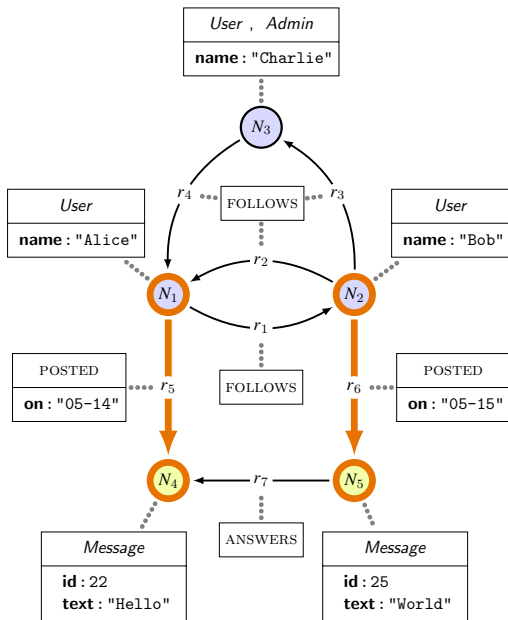 User , Admin
name : "Charlie"
N3
r4
FOLLOWS
r3
User
name : "Alice"
User
name : "Bob"
r2
N1
N2
r1
POSTED
on : "05-14"
r5
FOLLOWS
r6
POSTED
on : "05-15"
N4
r7
N5
ANSWERS
Message
id : 22
text : "Hello"
Message
id : 25
text : "World"